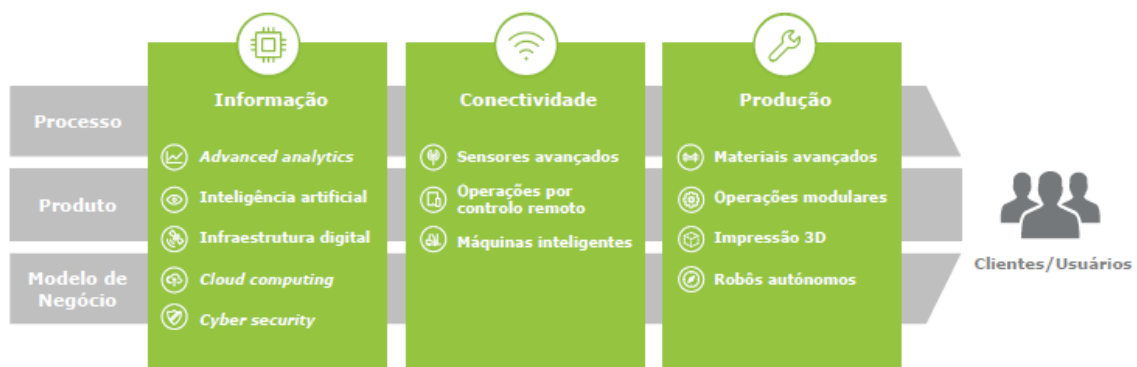 Processo
Produto
Modelo de
Negócio
Informação
Advanced analytics
Inteligência artificial
Infraestrutura digital
Cloud computing
Cyber security
Conectividade
Sensores avançados
Operações por
controlo remoto
Máquinas inteligentes
Produção
Materiais avançados
Operações modulares
Impressão 3D
Robôs autónomos
Clientes/Usuários